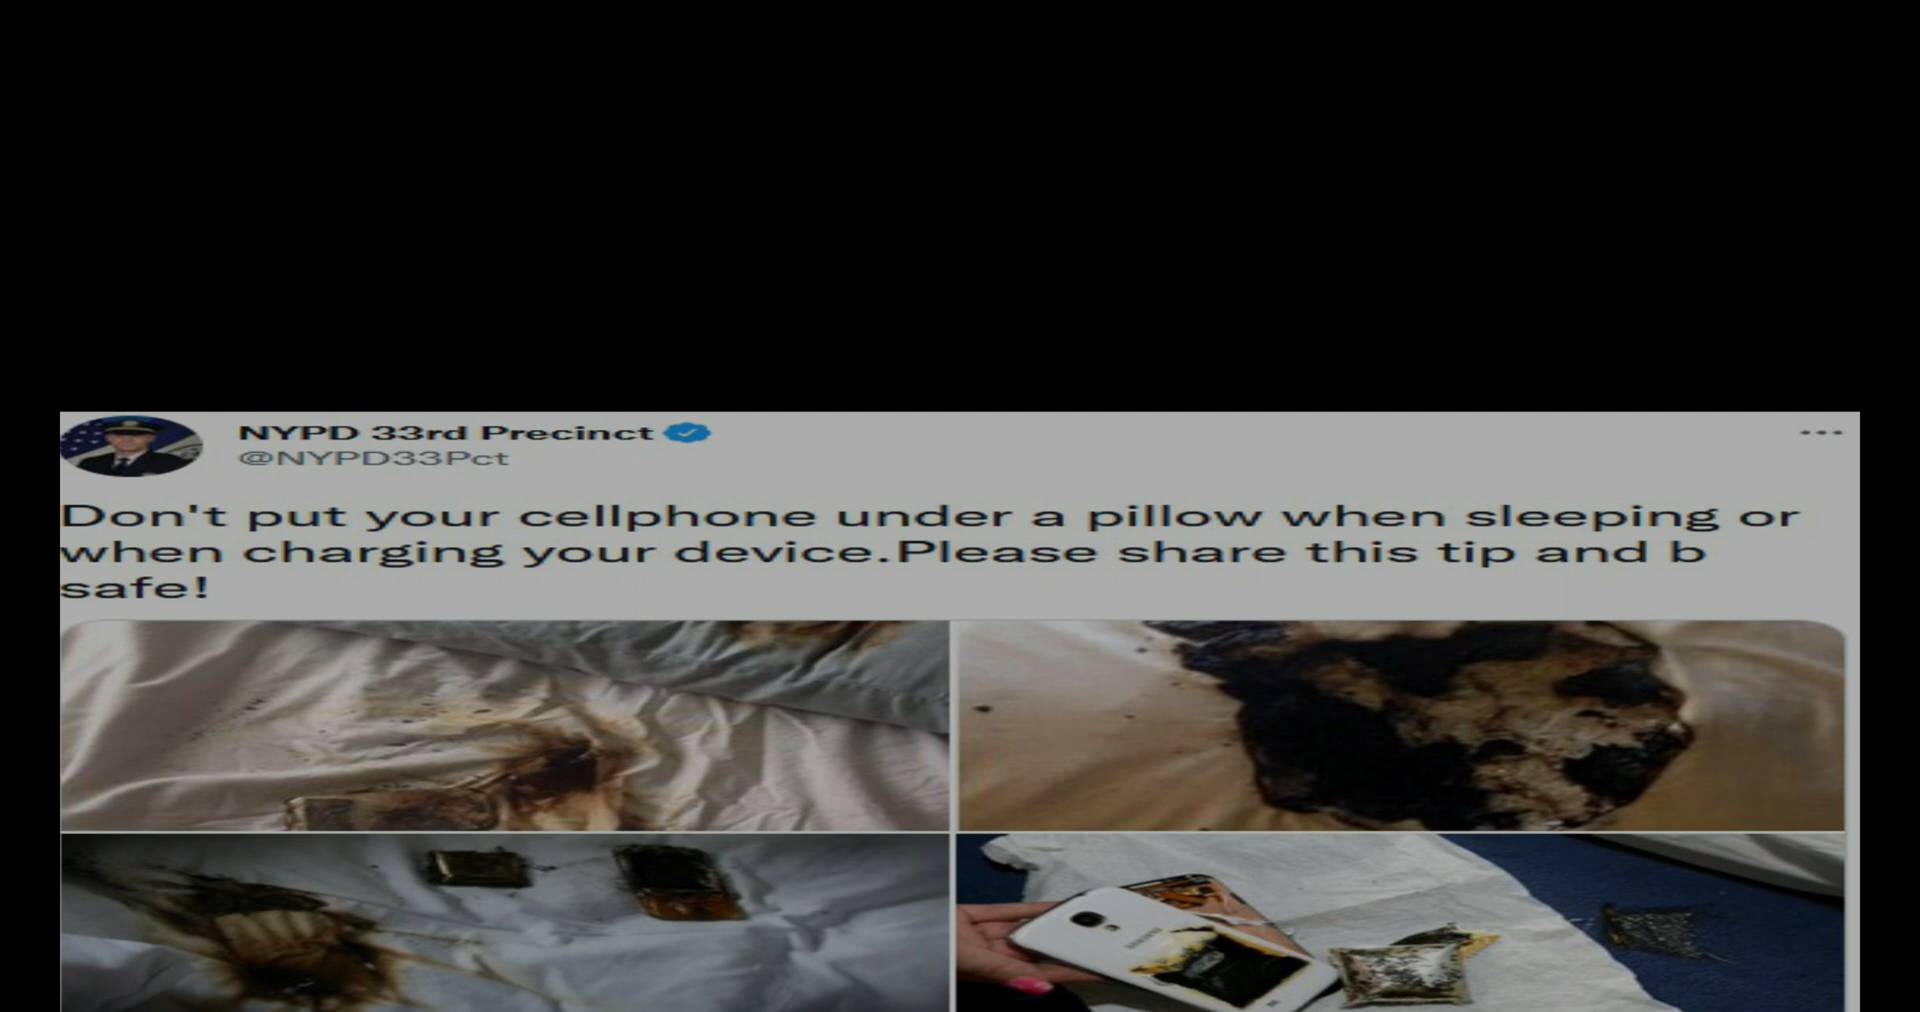 NYPD 33rd Precinct
@NYPD33Pct
Don't put your cellphone under a pillow when sleeping or
when charging your device.Please share this tip and b
safe!